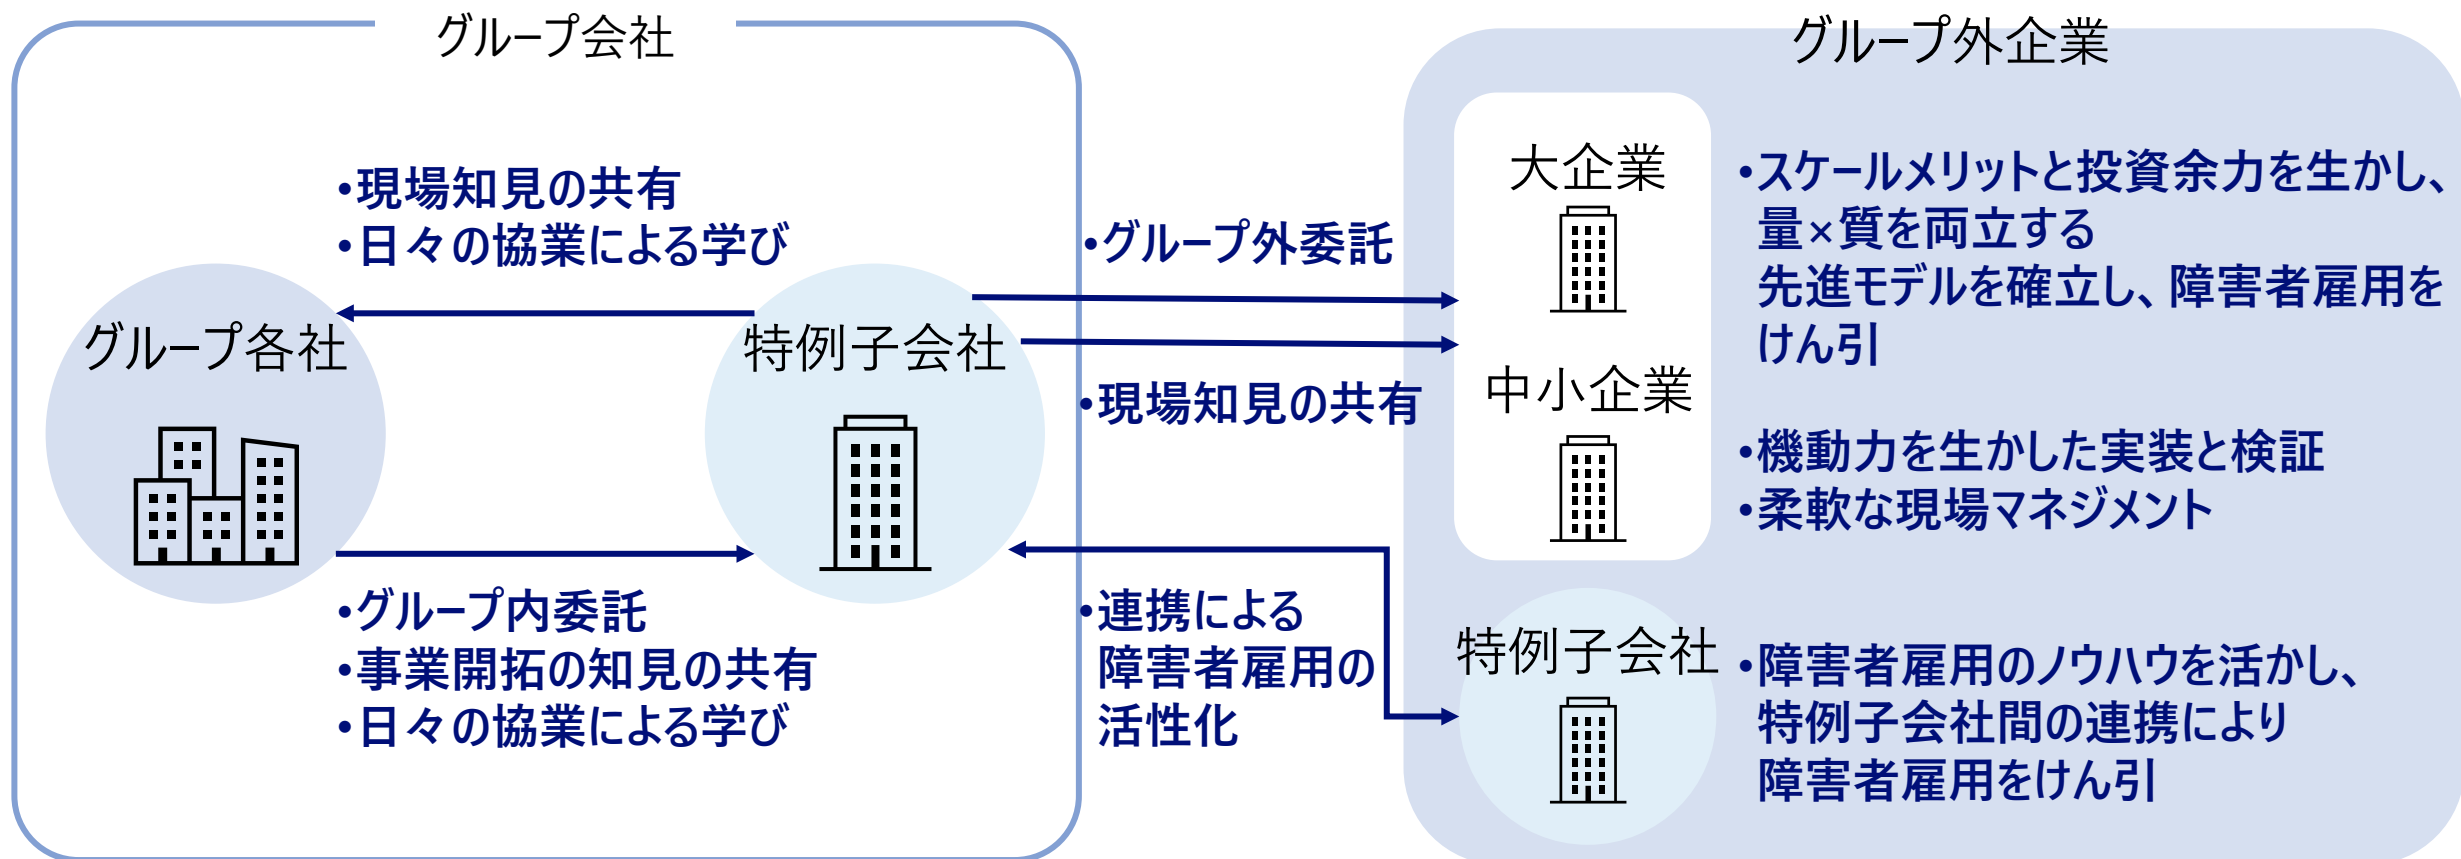 グループ会社
・現場知見の共有
・日々の協業による学び
グループ各社
特例子会社
・グループ内委託
・事業開拓の知見の共有
・日々の協業による学び
・グループ外委託
・現場知見の共有
・連携による
障害者雇用の
活性化
グループ外企業
大企業
・スケールメリットと投資余力を生かし、
量×質を両立する
先進モデルを確立し、障害者雇用を
けん引
中小企業
・機動力を生かした実装と検証
・柔軟な現場マネジメント
特例子会社
・障害者雇用のノウハウを活かし、
特例子会社間の連携により
障害者雇用をけん引